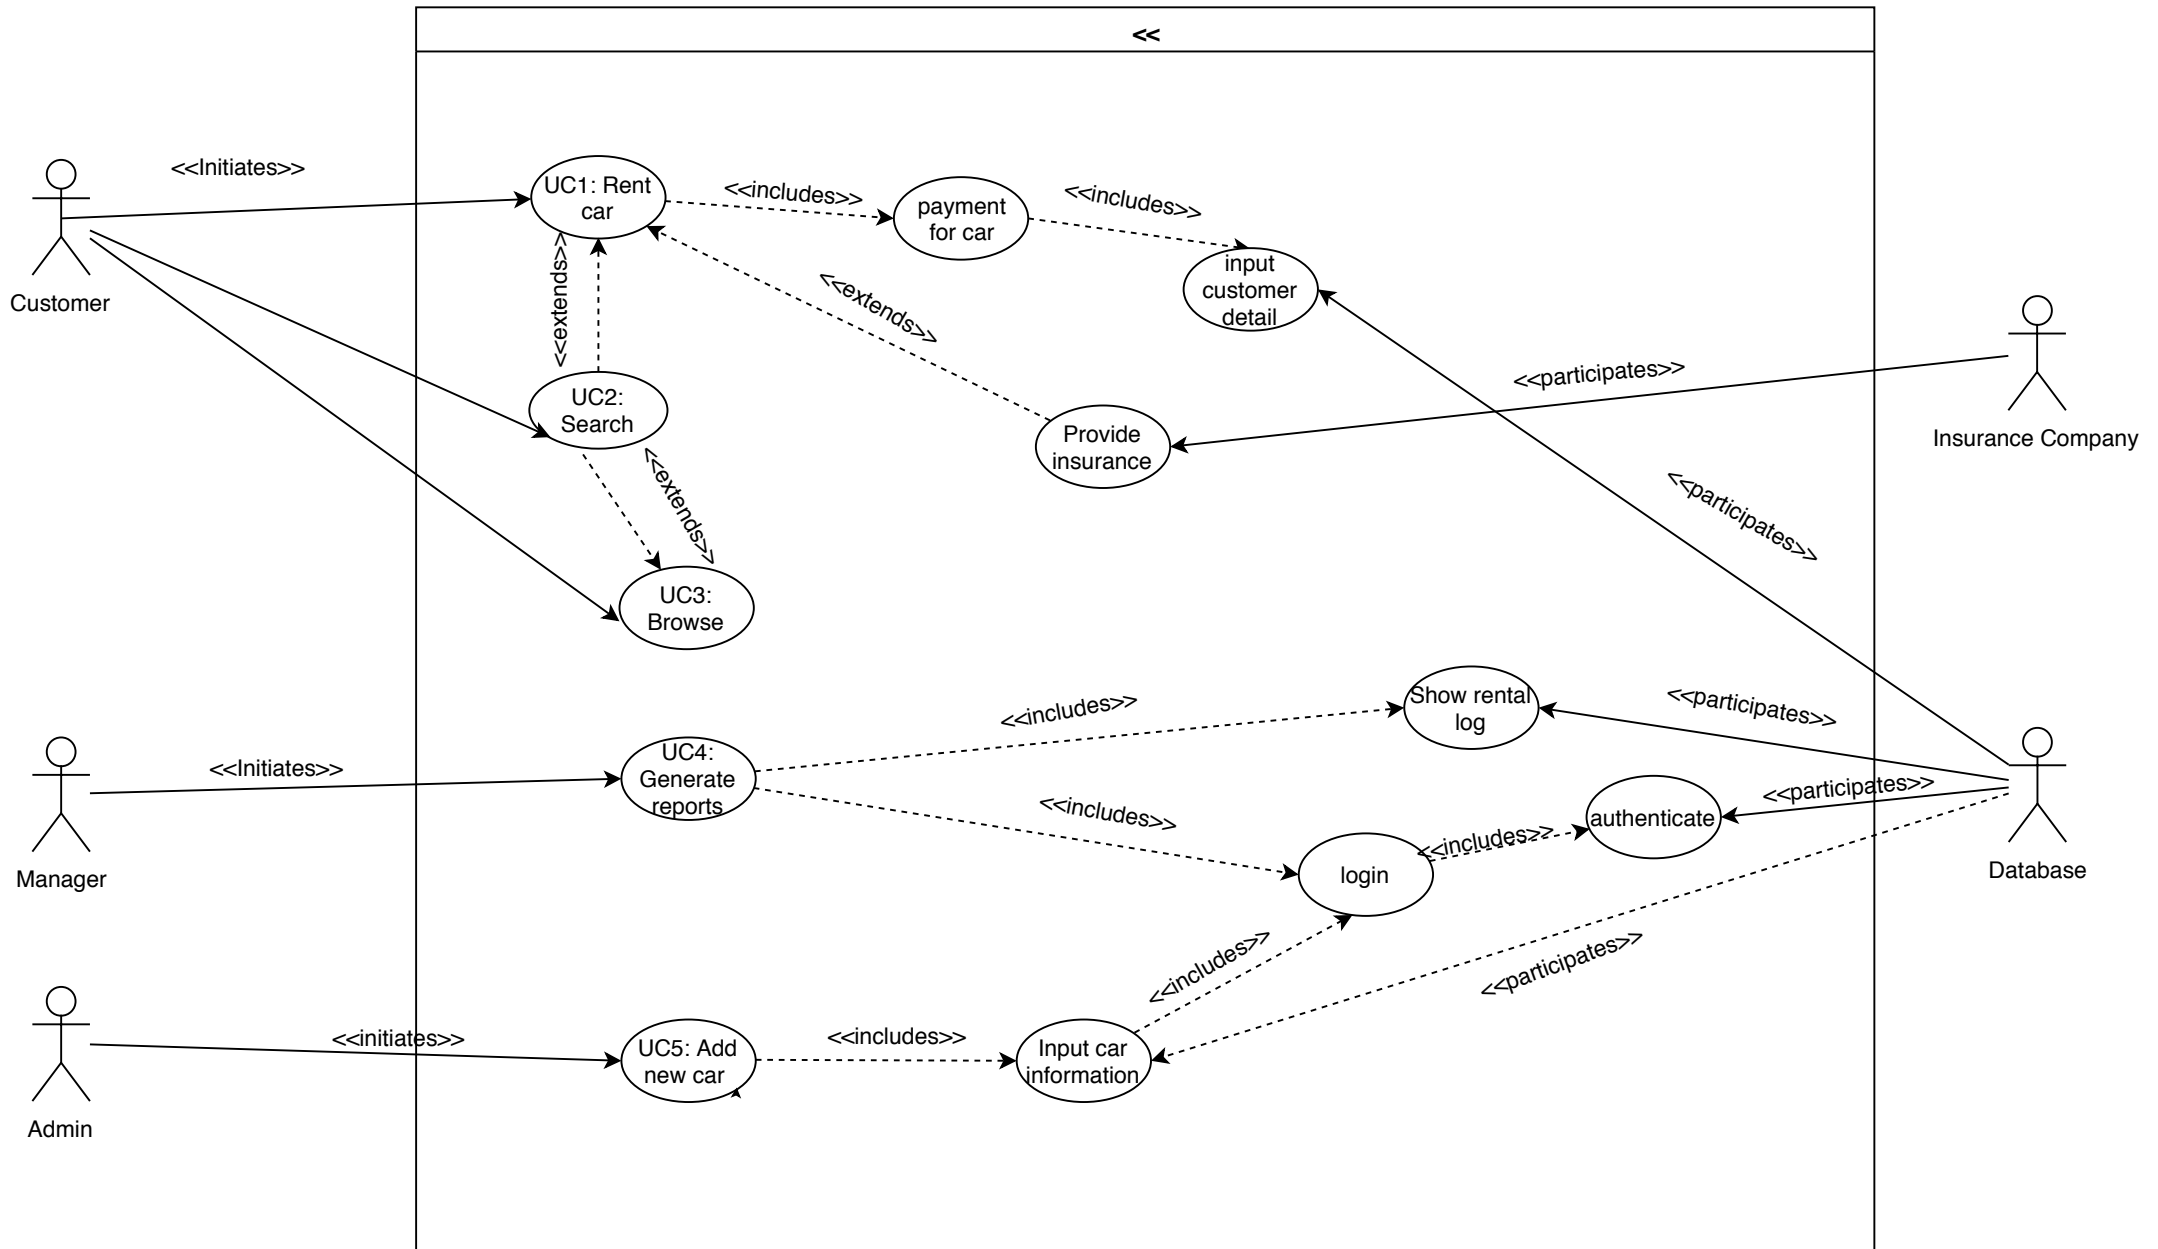 <<
<<Initiates>>
Customer
UC1: Rent
car
<<includes>>
payment
for car
<<includes>>
input
customer
detail
<<extends>>
<<extends>>
UC2:
Search
Provide
insurance
<<participates>>
Insurance Company
<<extends>>
UC3:
Browse
<<participates>>
<<Initiates>>
Manager
UC4:
Generate
reports
<<includes>>
Show rental
log
<<participates>>
<<includes>>
login
<<includes>>
authenticate
<<participates>>
Database
<<includes>>
<<participates>>
<<initiates>>
Admin
UC5: Add
new car
<<includes>>
Input car
information